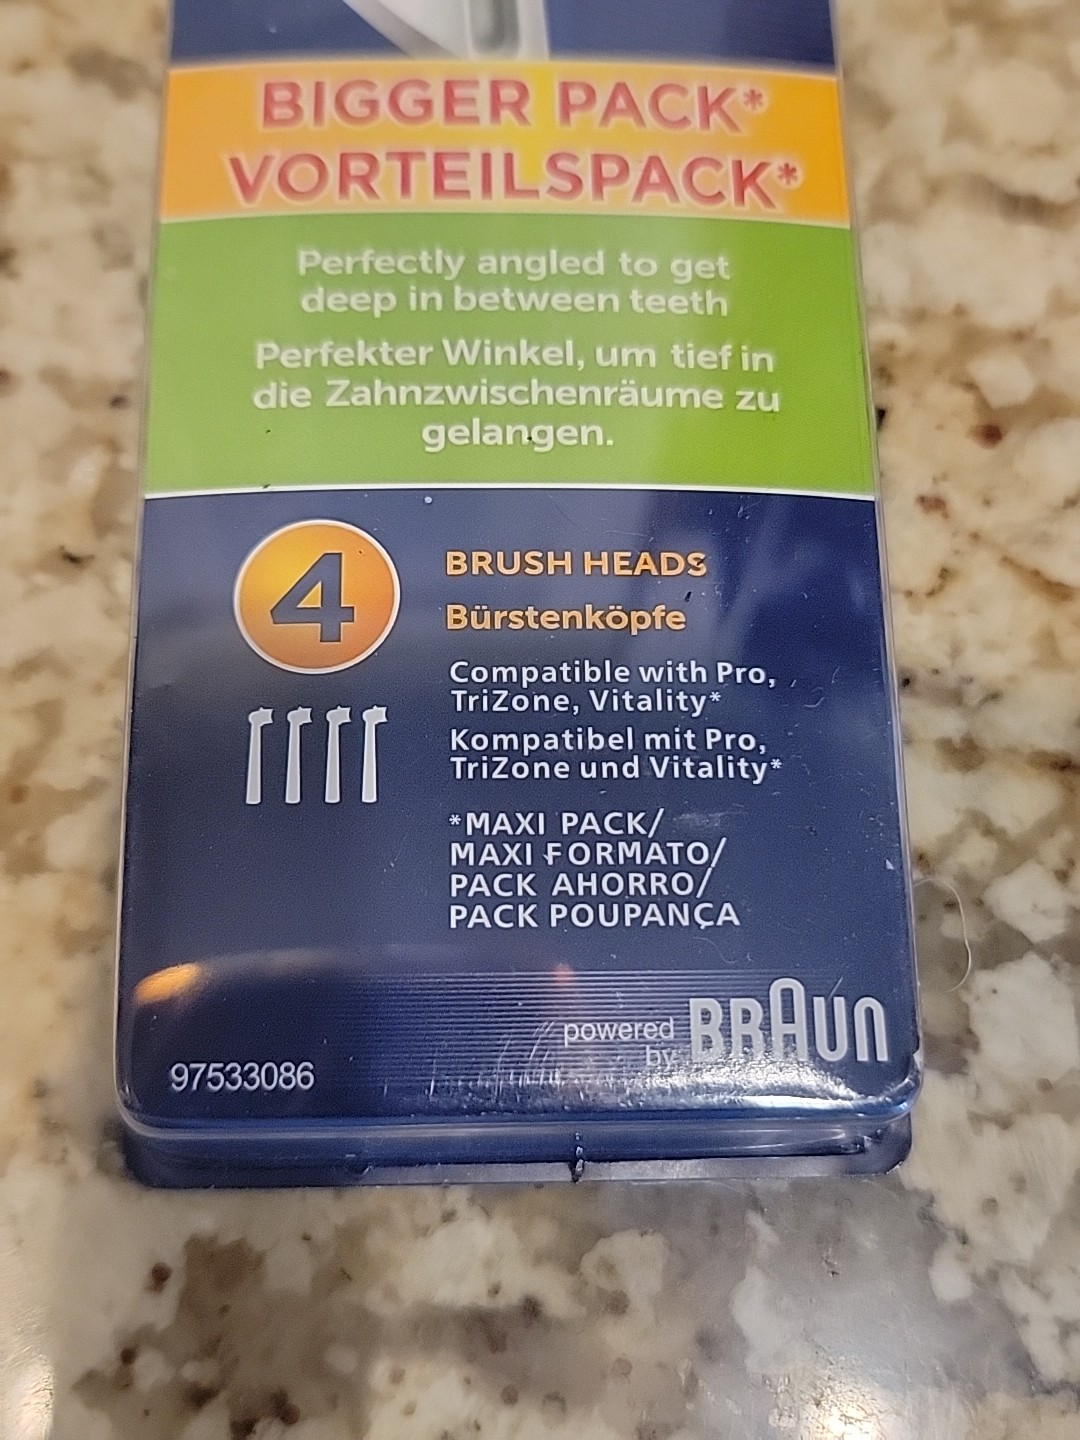 BIGGER PACK*
VORTEILSPACK*
Perfectly angled to get
deep in between teeth
Perfekter Winkel, um tief in
die Zahnzwischenräume zu
gelangen.
4
BRUSH HEADS
Bürstenköpfe
Compatible with Pro,
TriZone, Vitality*
Kompatibel mit Pro,
TriZone und Vitality*
*MAXI PACK/
MAXI FORMATO/
PACK AHORRO/
PACK POUPANÇA
powered
by BRAUN
97533086